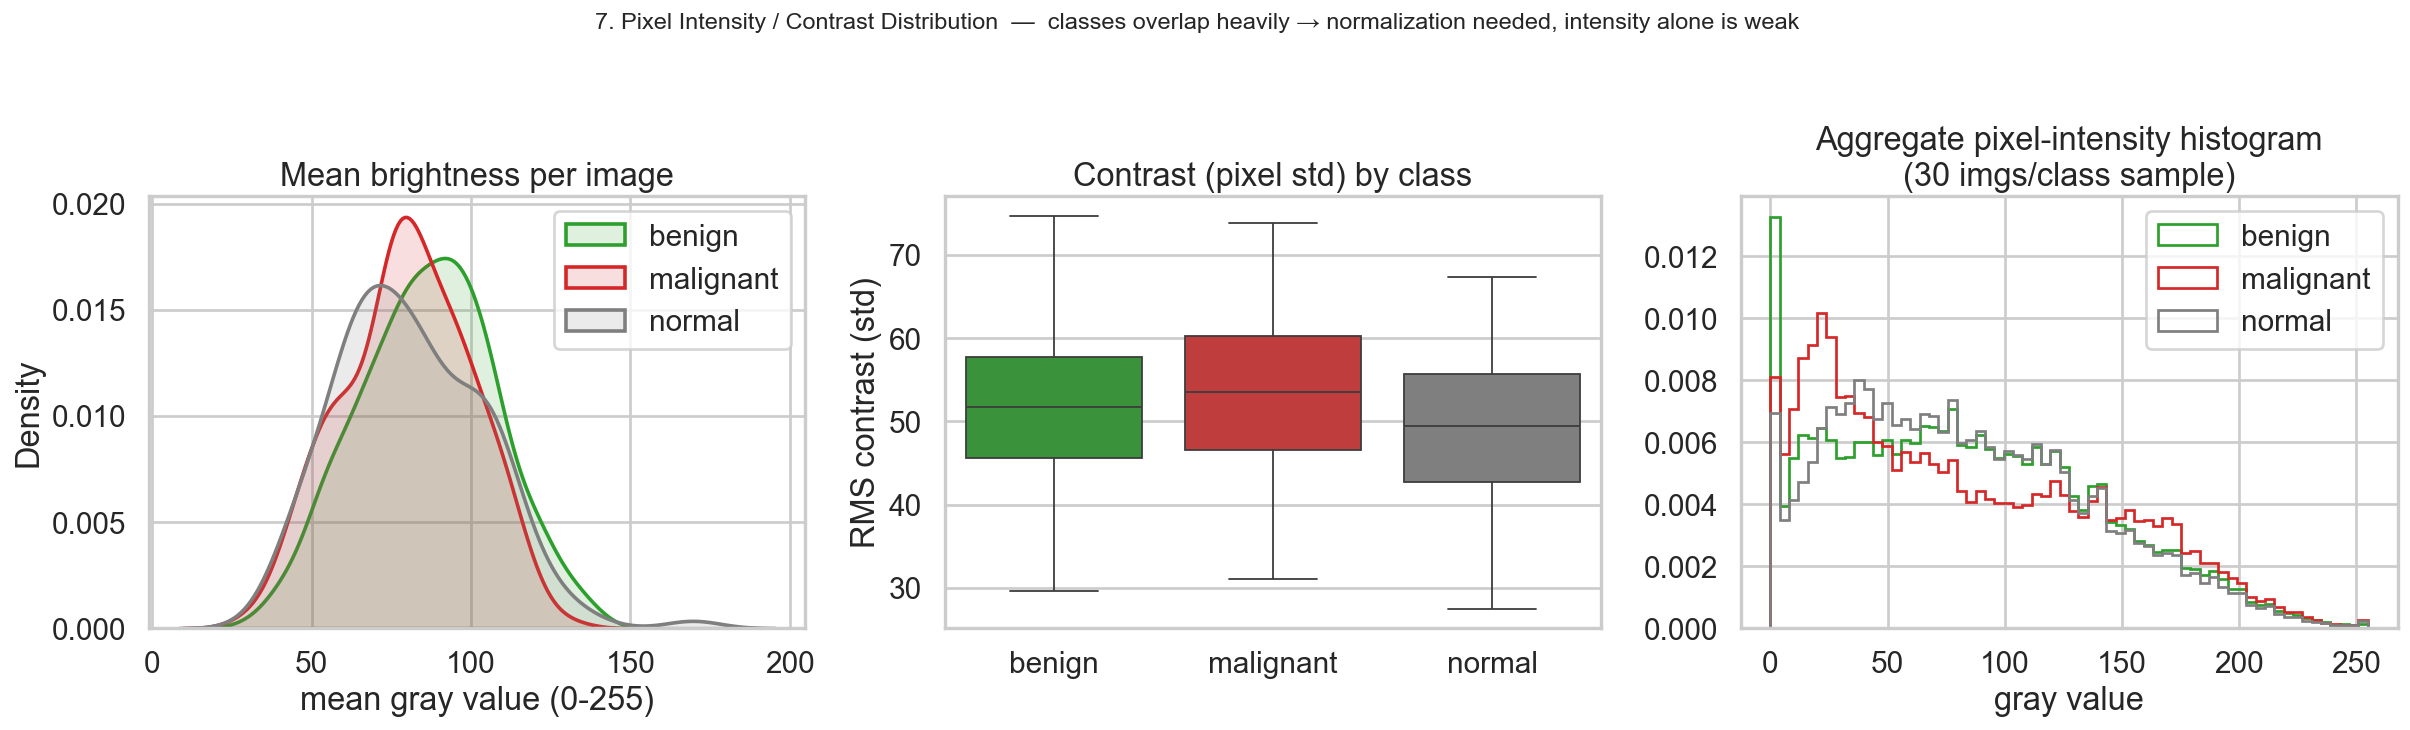 7. Pixel Intensity / Contrast Distribution — classes overlap heavily → normalization needed, intensity alone is weak
Mean brightness per image
Density
0.020
0.015
0.010
0.005
0.000
0
50
100
150
200
mean gray value (0-255)
benign
malignant
normal
Contrast (pixel std) by class
RMS contrast (std)
70
60
50
40
30
benign
malignant
normal
Aggregate pixel-intensity histogram
(30 imgs/class sample)
0.012
0.010
0.008
0.006
0.004
0.002
0.000
0
50
100
150
200
250
gray value
benign
malignant
normal